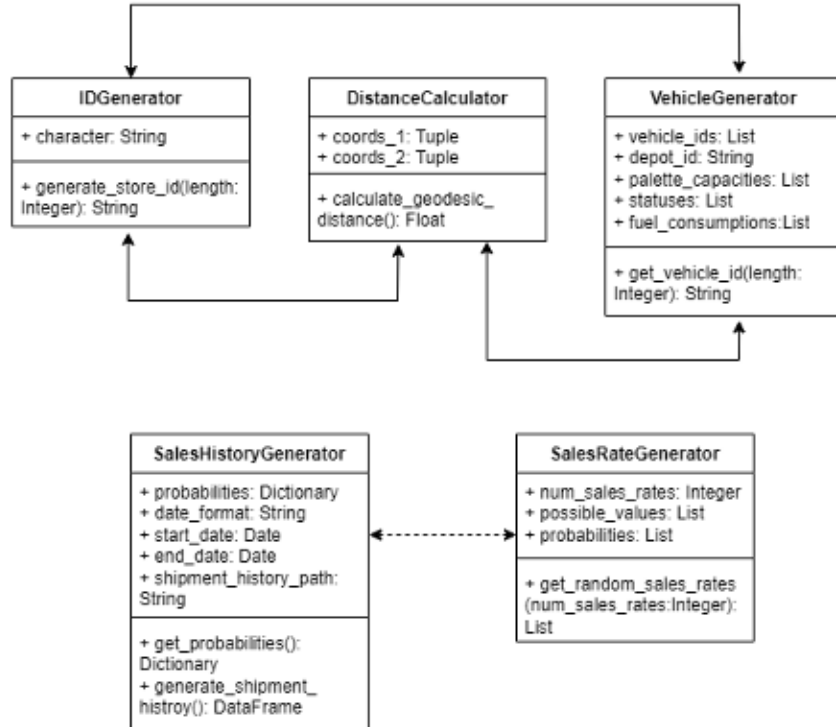 IDGenerator
+ character: String
+ generate_store_id(length:
Integer): String
DistanceCalculator
+ coords_1: Tuple
+ coords_2: Tuple
+ calculate_geodesic_
distance(): Float
VehicleGenerator
+ vehicle_ids: List
+ depot_id: String
+ palette_capacities: List
+ statuses: List
+ fuel_consumptions:List
+ get_vehicle_id(length:
Integer): String
SalesHistoryGenerator
+ probabilities: Dictionary
+ date_format: String
+ start_date: Date
+ end_date: Date
+ shipment_history_path:
String
+ get_probabilities():
Dictionary
+ generate_shipment_
histroy(): DataFrame
SalesRateGenerator
+ num_sales_rates: Integer
+ possible_values: List
+ probabilities: List
+ get_random_sales_rates
(num_sales_rates:Integer):
List